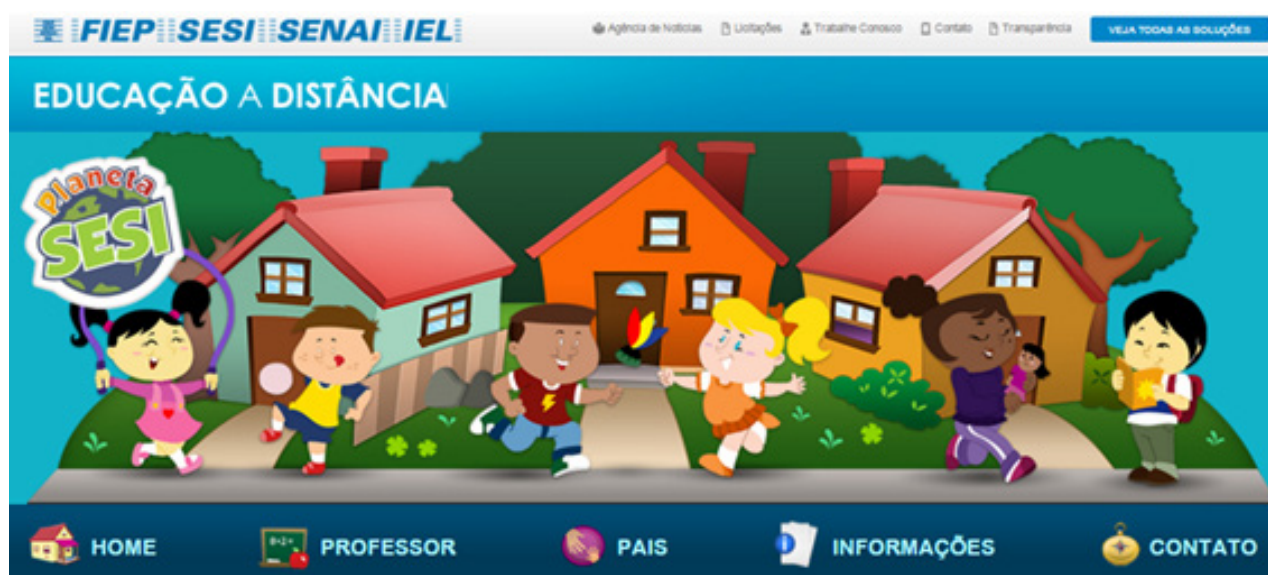 FIEP SESI SENAI IEL
Agência de Notícias Licitações Trabalhe Conosco Contato Transparência VEJA TODAS AS SOLUÇÕES
EDUCAÇÃO A DISTÂNCIA
Planeta
SESI
HOME PROFESSOR PAIS INFORMAÇÕES CONTATO